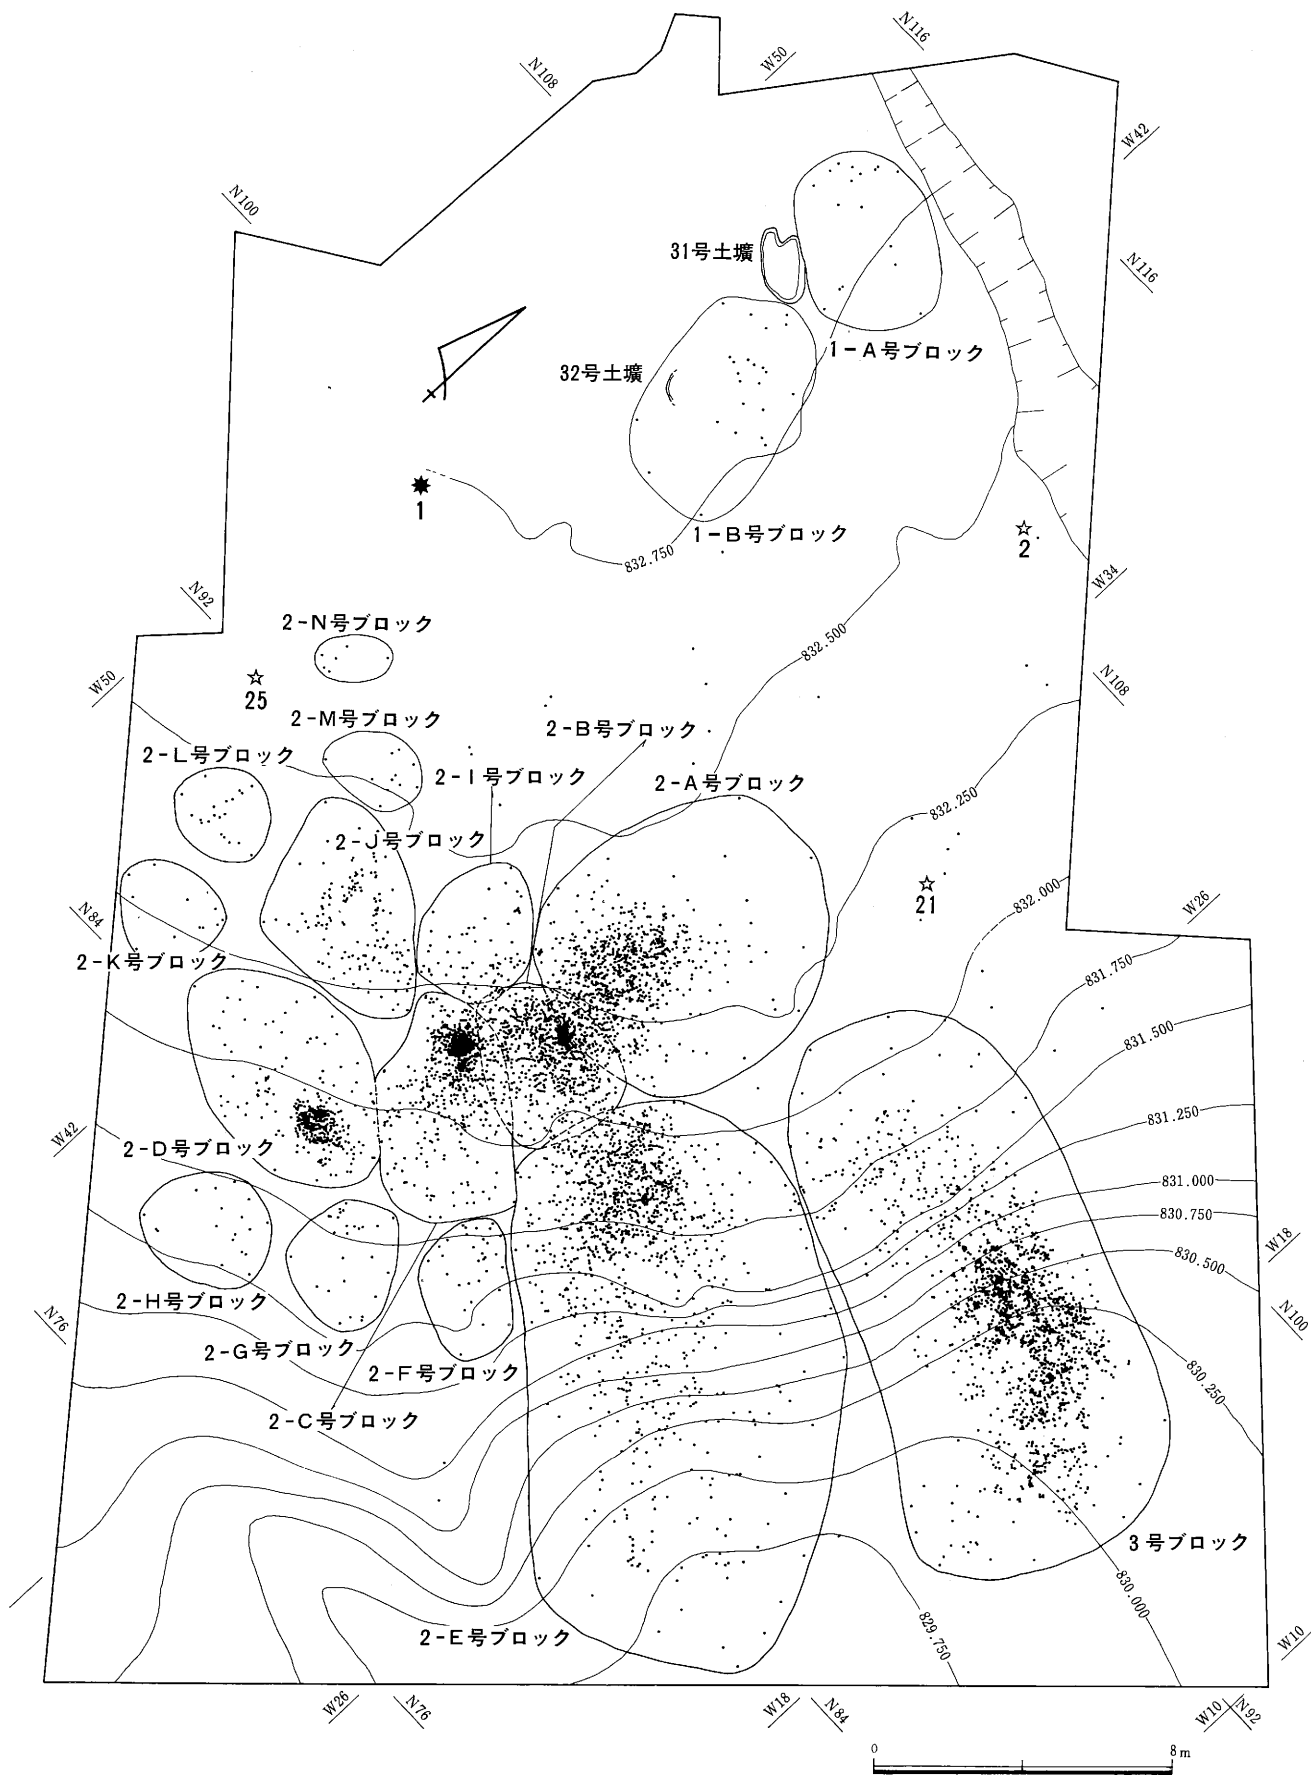 N116
W50
N108
W42
N100
31号土壙
N116
1-A号ブロック
32号土壙
1
1-B号ブロック
2
832.750
W34
N92
2-N号ブロック
832.500
W50
25
N108
2-M号ブロック
2-B号ブロック
2-L号ブロック
2-I号ブロック
2-A号ブロック
832.250
2-J号ブロック
21
832.000
W26
N84
2-K号ブロック
831.750
831.500
831.250
W42
2-D号ブロック
831.000
830.750
W18
830.500
2-H号ブロック
N76
N100
2-G号ブロック
2-F号ブロック
830.250
2-C号ブロック
3号ブロック
830.000
2-E号ブロック
829.750
W10
W26
N76
W18
N84
W10
N92
0
8m